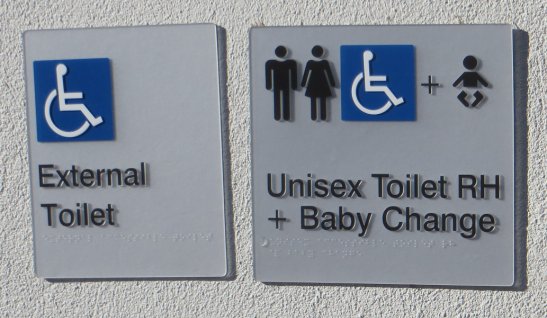 External
Toilet
Unisex Toilet RH
+ Baby Change